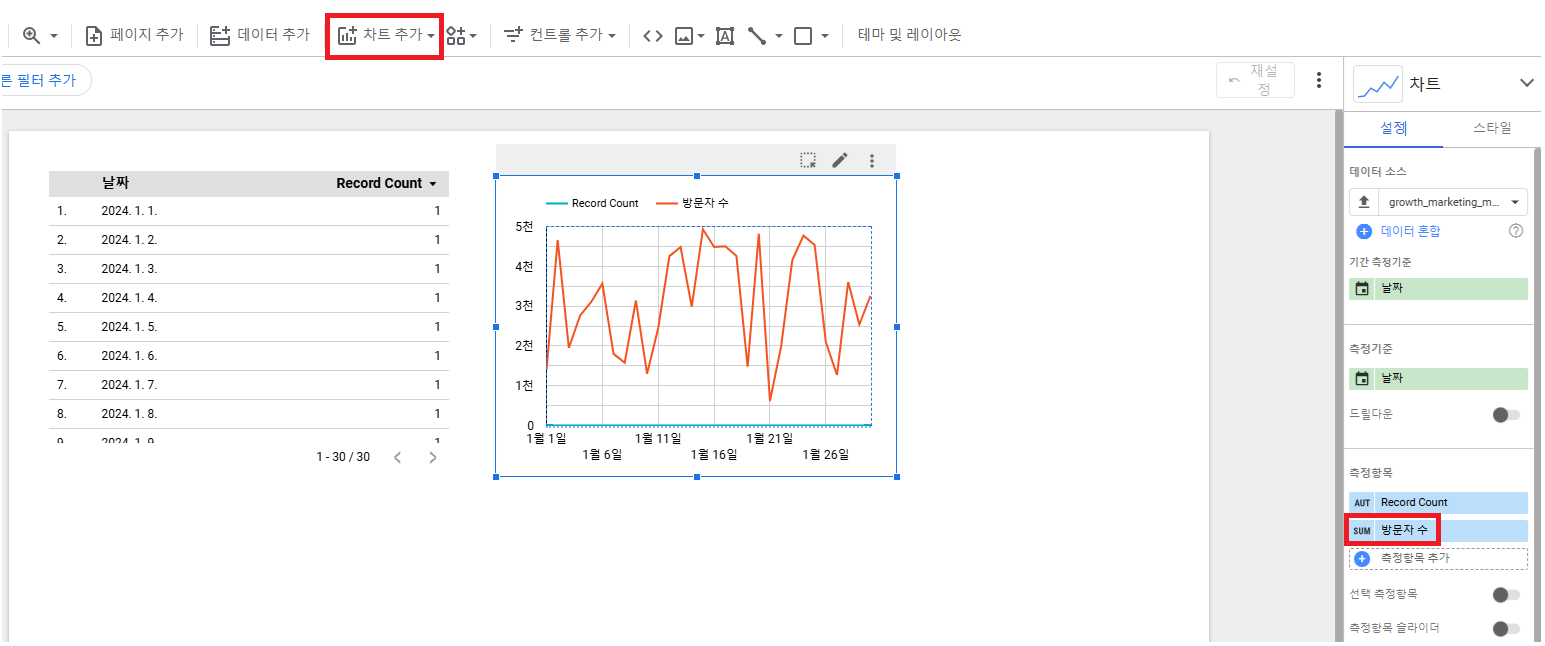 페이지 추가 데이터 추가 차트 추가 컨트롤 추가 테마 및 레이아웃
른 필터 추가
재설정
차트
설정 스타일
데이터 소스
growth_marketing_m...
데이터 혼합
기간 측정기준
날짜
측정기준
날짜
드릴다운
측정항목
AUT Record Count
SUM 방문자 수
측정항목 추가
선택 측정항목
측정항목 슬라이더
날짜 Record Count
1. 2024. 1. 1. 1
2. 2024. 1. 2. 1
3. 2024. 1. 3. 1
4. 2024. 1. 4. 1
5. 2024. 1. 5. 1
6. 2024. 1. 6. 1
7. 2024. 1. 7. 1
8. 2024. 1. 8. 1
9. 2024. 1. 9. 1
1 - 30 / 30
Record Count 방문자 수
5천
4천
3천
2천
1천
0
1월 1일 1월 11일 1월 21일
1월 6일 1월 16일 1월 26일